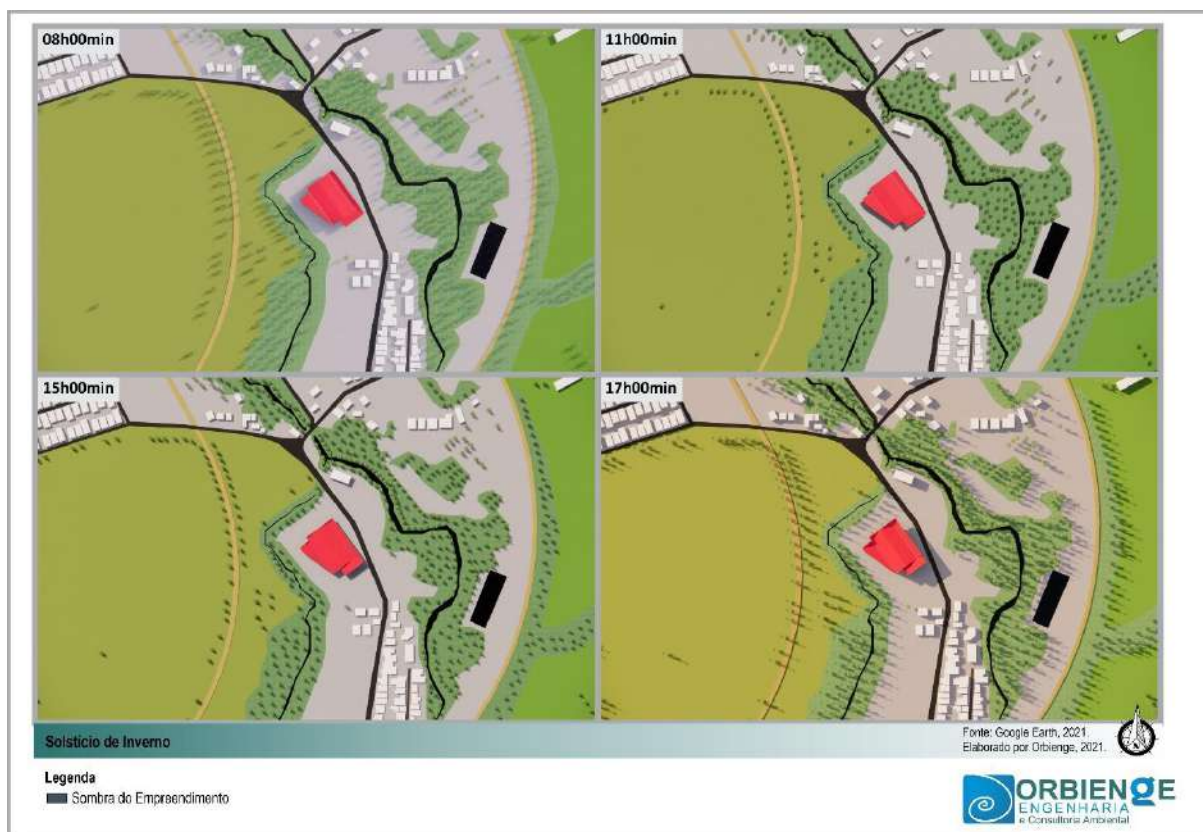 08h00min
11h00min
15h00min
17h00min
Solstício de Inverno
Fonte: Google Earth, 2021.
Elaborado por Orbienge, 2021.
Legenda
Sombra do Empreendimento
ORBIENGE
ENGENHARIA
e Consultoria Ambiental